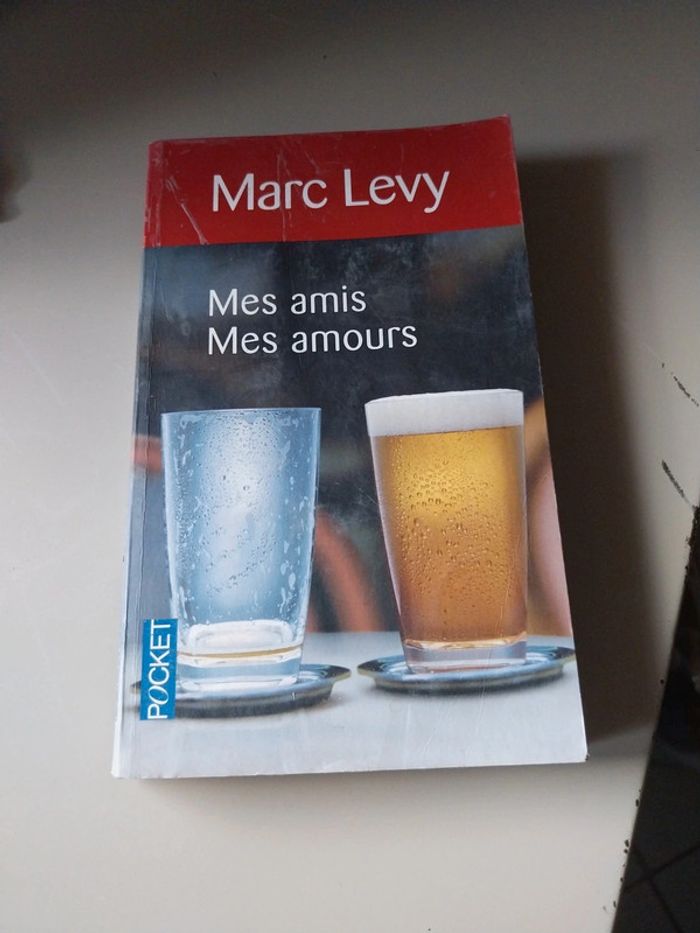 Marc Levy
Mes amis
Mes amours
POCKET